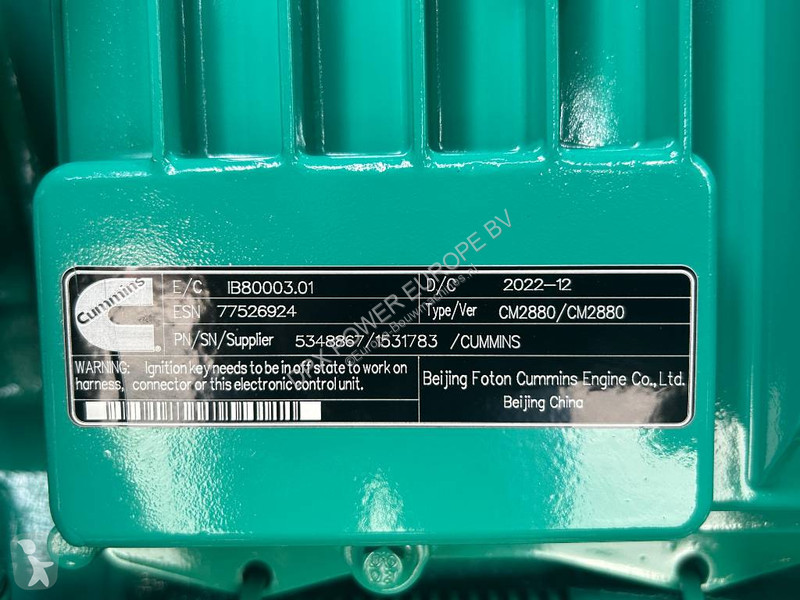 Cummins
E/C IB80003.01 D/C 2022-12
ESN 77526924 Type/Ver CM2880/CM2880
PN/SN/Supplier 5348867/1531783 /CUMMINS
WARNING: Ignition key needs to be in off state to work on
harness, connector or this electronic control unit.
Beijing Foton Cummins Engine Co.,Ltd.
Beijing China
POWER EUROPE BV